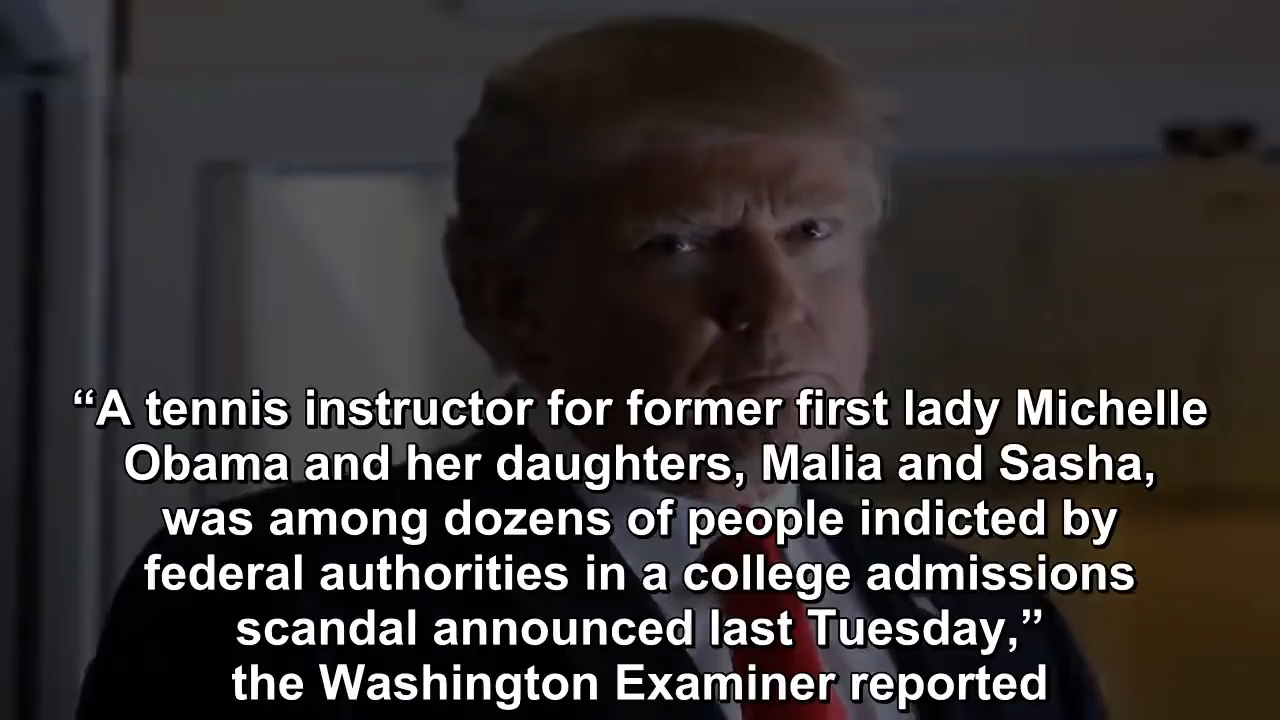 “A tennis instructor for former first lady Michelle
Obama and her daughters, Malia and Sasha,
was among dozens of people indicted by
federal authorities in a college admissions
scandal announced last Tuesday,”
the Washington Examiner reported